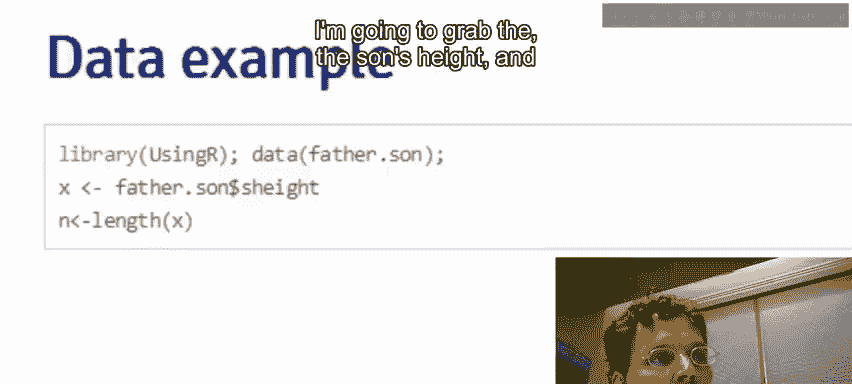 I'm going to grab the,
the son's height, and
Data example
library(UsingR); data(father.son);
x <- father.son$sheight
n<-length(x)